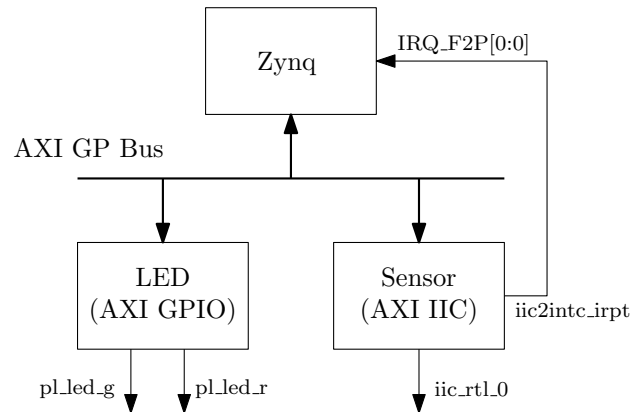 IRQ_F2P[0:0]
Zynq
AXI GP Bus
LED
(AXI GPIO)
Sensor
(AXI IIC)
iic2intc_irpt
pl_led_g
pl_led_r
iic_rtl_0